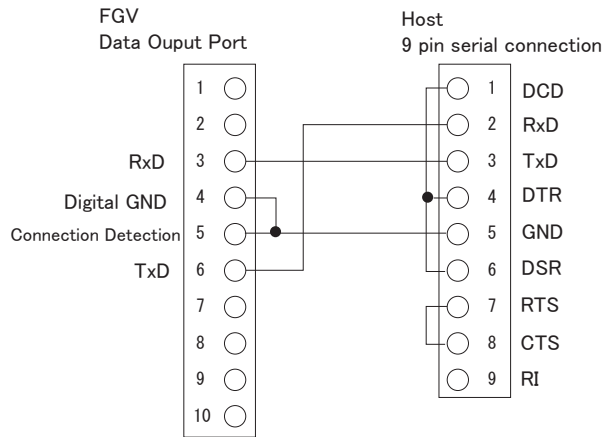 FGV
Data Ouput Port
Host
9 pin serial connection
1
2
RxD 3
Digital GND 4
Connection Detection 5
TxD 6
7
8
9
10
1 DCD
2 RxD
3 TxD
4 DTR
5 GND
6 DSR
7 RTS
8 CTS
9 RI